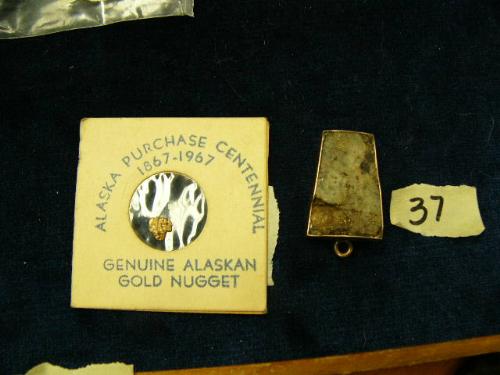 ALASKA PURCHASE CENTENNIAL
1867-1967
GENUINE ALASKAN
GOLD NUGGET
37